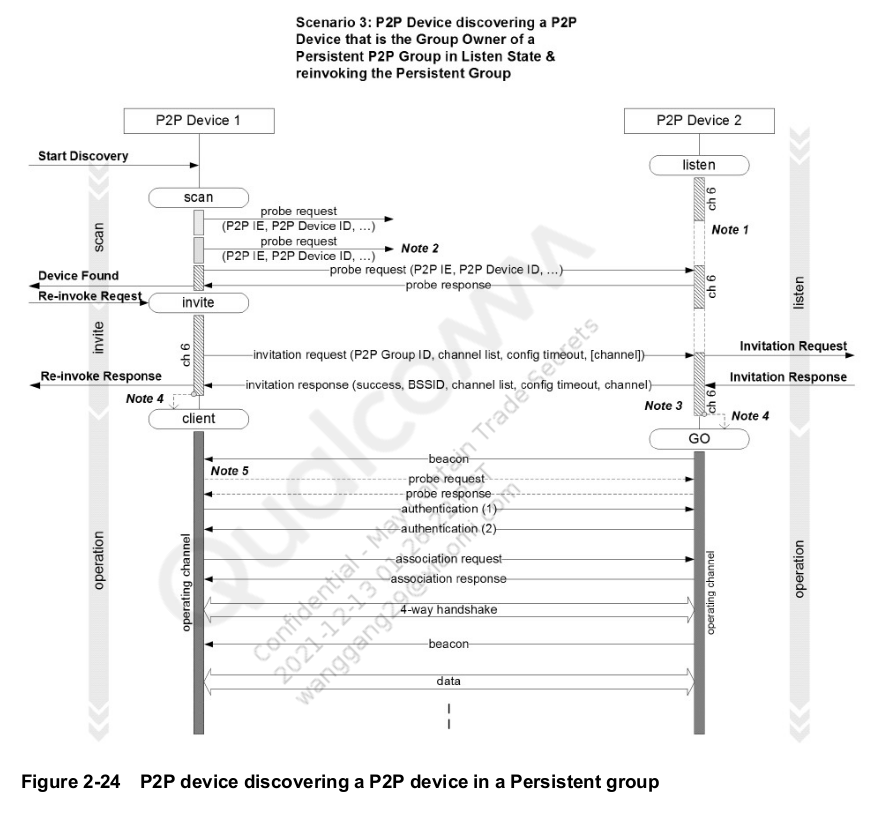 Scenario 3: P2P Device discovering a P2P
Device that is the Group Owner of a
Persistent P2P Group in Listen State &
reinvoking the Persistent Group
P2P Device 1
P2P Device 2
Start Discovery
listen
scan
ch 6
probe request
(P2P IE, P2P Device ID, …)
Note 1
scan
probe request
(P2P IE, P2P Device ID, …)
Note 2
probe request (P2P IE, P2P Device ID, …)
Device Found
probe response
ch 6
listen
Re-invoke Reqest
invite
invite
ch 6
invitation request (P2P Group ID, channel list, config timeout, [channel])
Invitation Request
Re-invoke Response
invitation response (success, BSSID, channel list, config timeout, channel)
Invitation Response
ch 6
Note 4
Note 3
Note 4
client
GO
beacon
Note 5
probe request
probe response
authentication (1)
authentication (2)
operation
operating channel
association request
association response
operating channel
operation
4-way handshake
beacon
data
Qualcomm
Confidential - May Contain Trade Secrets
2021-12-13 01:26:22 PST
wanggang29@xiaomi.com
Figure 2-24 P2P device discovering a P2P device in a Persistent group